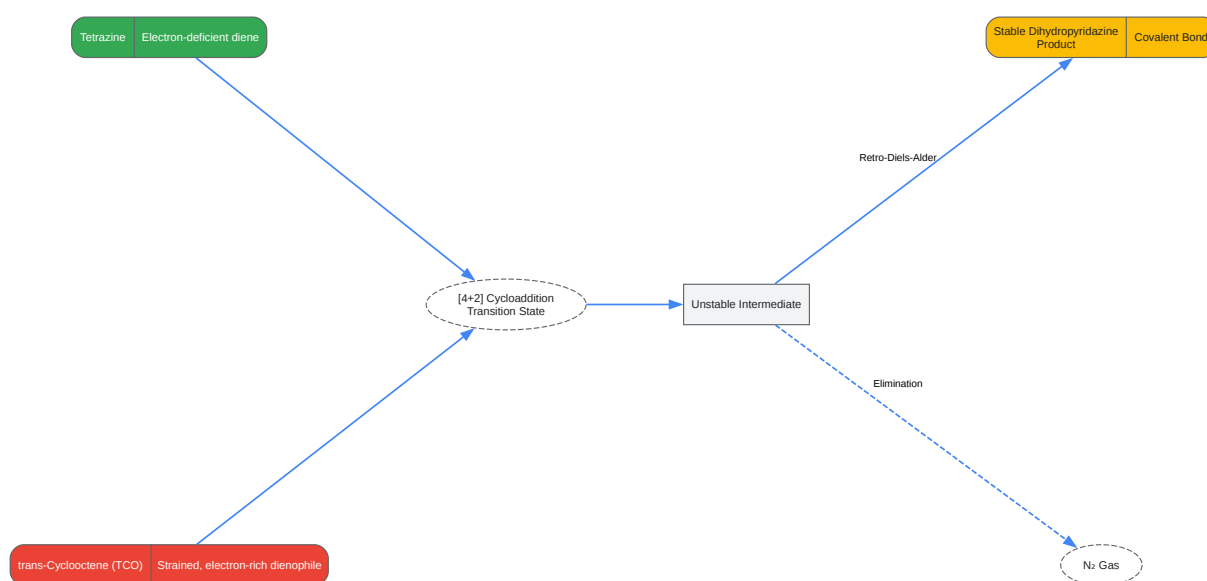 Tetrazine
Electron-deficient diene
Stable Dihydropyridazine
Product
Covalent Bond
Retro-Diels-Alder
[4+2] Cycloaddition
Transition State
Unstable Intermediate
Elimination
trans-Cyclooctene (TCO)
Strained, electron-rich dienophile
N₂ Gas